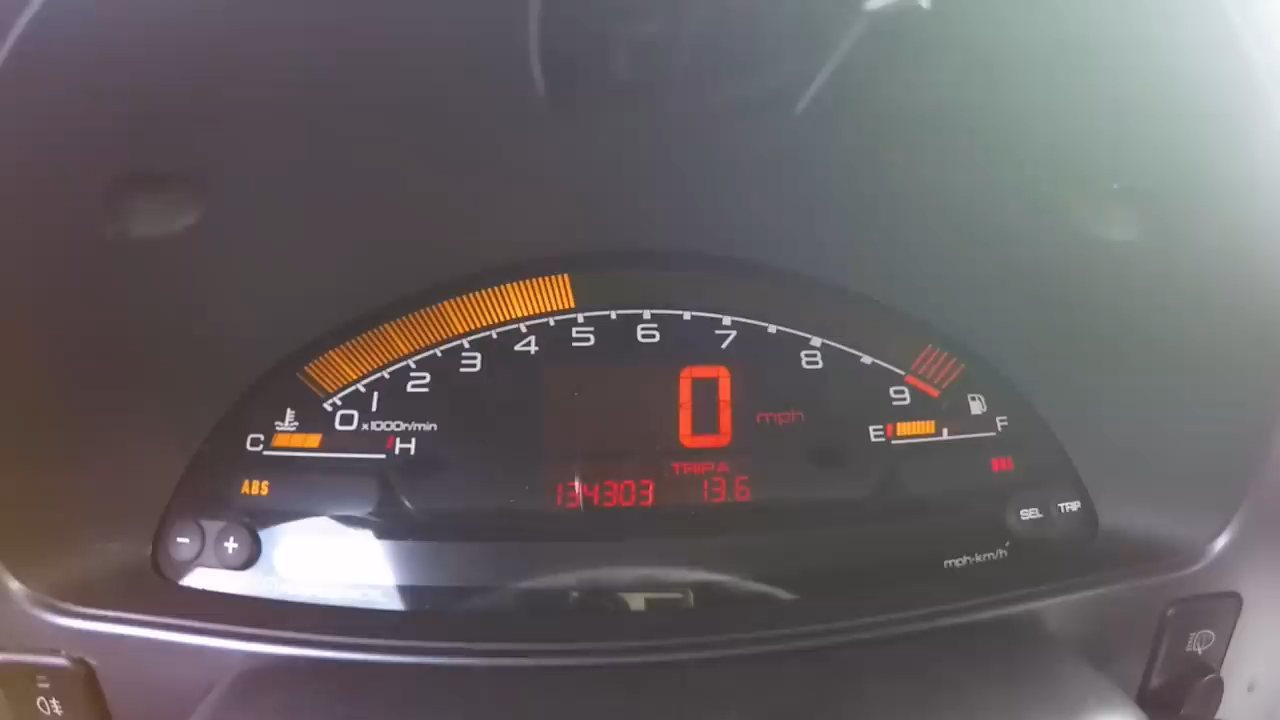 0 1 2 3 4 5 6 7 8 9
x1000r/min
C H
0 mph
E F
ABS
TRIP A
134303 13.6
- +
SEL TRIP
mph·km/h